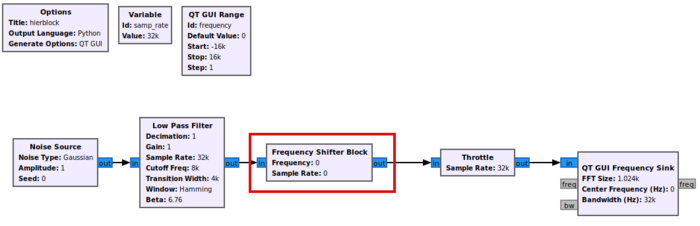 Options
Title: hierblock
Output Language: Python
Generate Options: QT GUI
Variable
Id: samp_rate
Value: 32k
QT GUI Range
Id: frequency
Default Value: 0
Start: -16k
Stop: 16k
Step: 1
Noise Source
Noise Type: Gaussian
Amplitude: 1
Seed: 0
out
in
Low Pass Filter
Decimation: 1
Gain: 1
Sample Rate: 32k
Cutoff Freq: 8k
Transition Width: 4k
Window: Hamming
Beta: 6.76
out
in
Frequency Shifter Block
Frequency: 0
Sample Rate: 0
out
in
Throttle
Sample Rate: 32k
out
in
freq
bw
QT GUI Frequency Sink
FFT Size: 1.024k
Center Frequency (Hz): 0
Bandwidth (Hz): 32k
freq